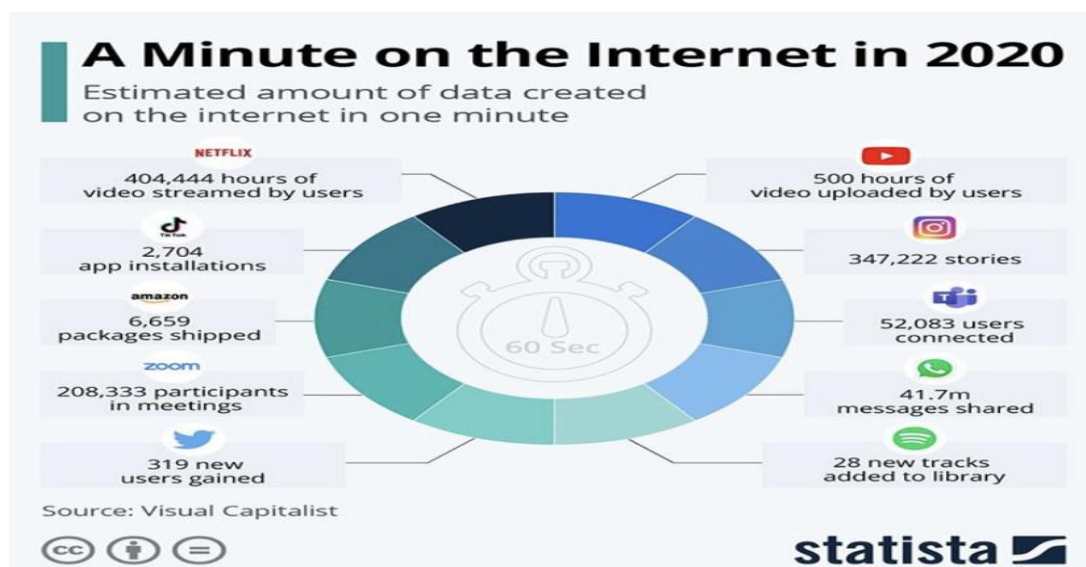 A Minute on the Internet in 2020
Estimated amount of data created
on the internet in one minute
NETFLIX
404,444 hours of
video streamed by users
500 hours of
video uploaded by users
TikTok
2,704
app installations
347,222 stories
amazon
6,659
packages shipped
T
52,083 users
connected
60 Sec
zoom
208,333 participants
in meetings
41.7m
messages shared
319 new
users gained
28 new tracks
added to library
Source: Visual Capitalist
cc
statista